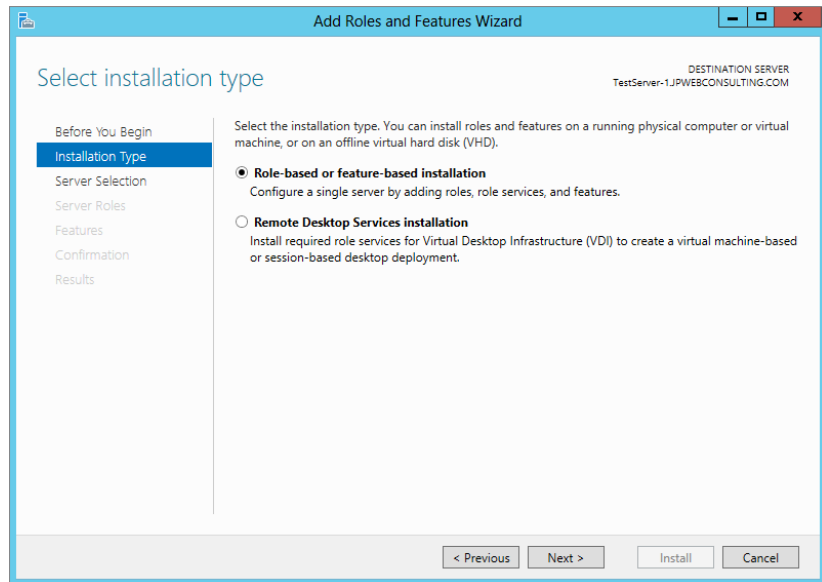 Add Roles and Features Wizard
Select installation type
DESTINATION SERVER
TestServer-1.JPWEBCONSULTING.COM
Before You Begin
Installation Type
Server Selection
Server Roles
Features
Confirmation
Results
Select the installation type. You can install roles and features on a running physical computer or virtual
machine, or on an offline virtual hard disk (VHD).
Role-based or feature-based installation
Configure a single server by adding roles, role services, and features.
Remote Desktop Services installation
Install required role services for Virtual Desktop Infrastructure (VDI) to create a virtual machine-based
or session-based desktop deployment.
< Previous Next > Install Cancel